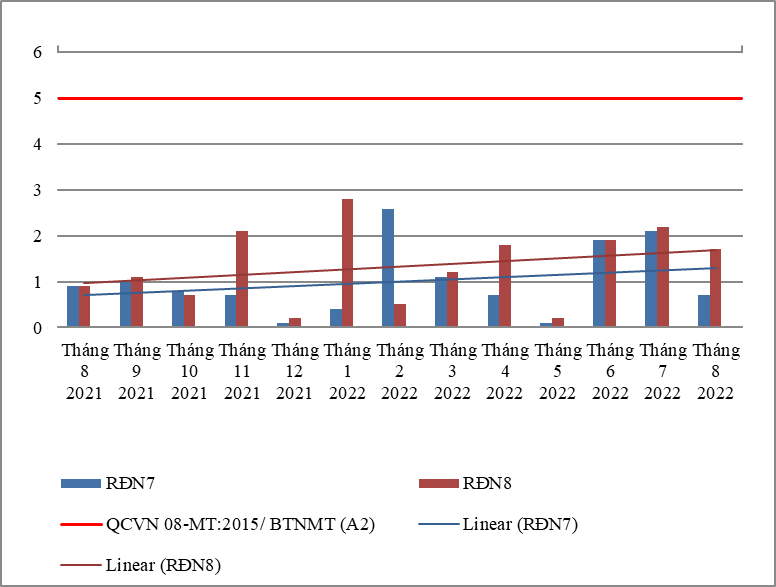 6
5
4
3
2
1
0
Tháng 8 2021
Tháng 9 2021
Tháng 10 2021
Tháng 11 2021
Tháng 12 2021
Tháng 1 2022
Tháng 2 2022
Tháng 3 2022
Tháng 4 2022
Tháng 5 2022
Tháng 6 2022
Tháng 7 2022
Tháng 8 2022
RĐN7
RĐN8
QCVN 08-MT:2015/ BTNMT (A2)
Linear (RĐN7)
Linear (RĐN8)